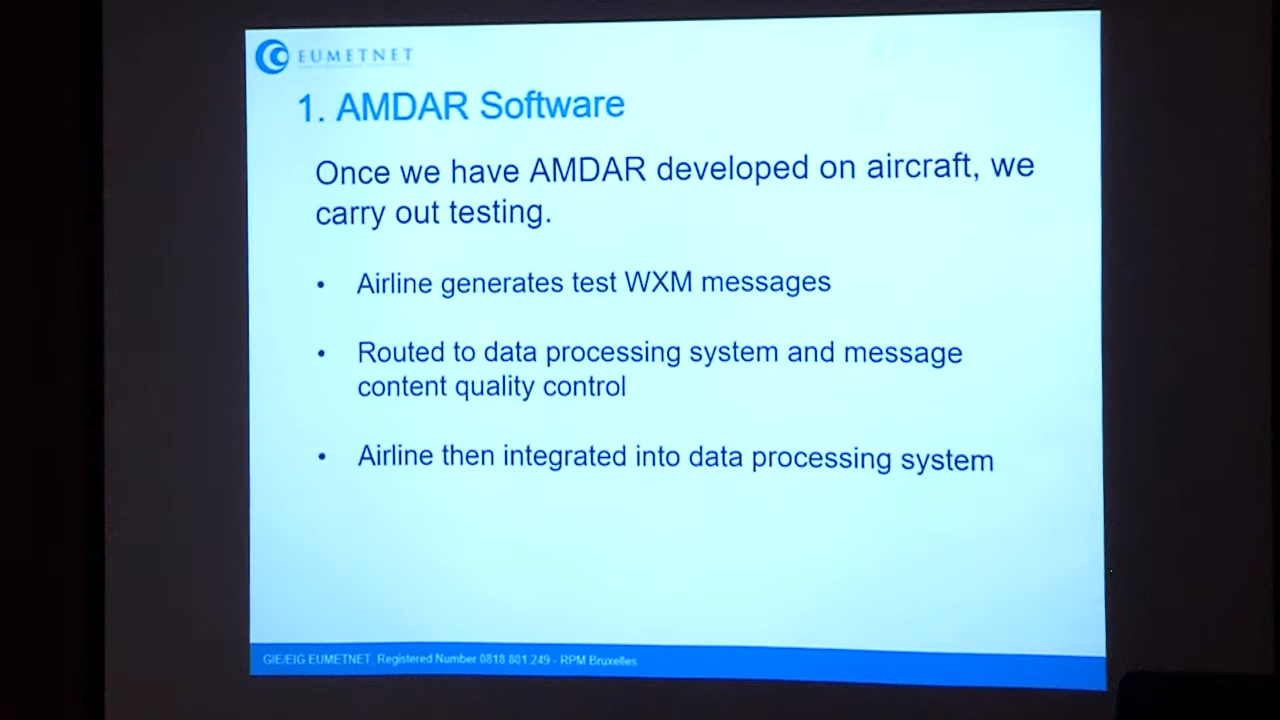 EUMETNET
1. AMDAR Software
Once we have AMDAR developed on aircraft, we
carry out testing.
• Airline generates test WXM messages
• Routed to data processing system and message
content quality control
• Airline then integrated into data processing system
GIE/EIG EUMETNET, Registered Number 0818 801 249 - RPM Bruxelles